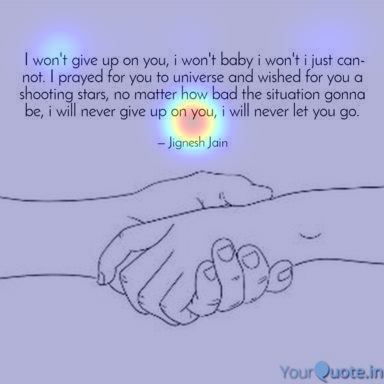 I won't give up on you, i won't baby i won't i just can-
not. I prayed for you to universe and wished for you a
shooting stars, no matter how bad the situation gonna
be, i will never give up on you, i will never let you go.
– Jignesh Jain
YourQuote.in